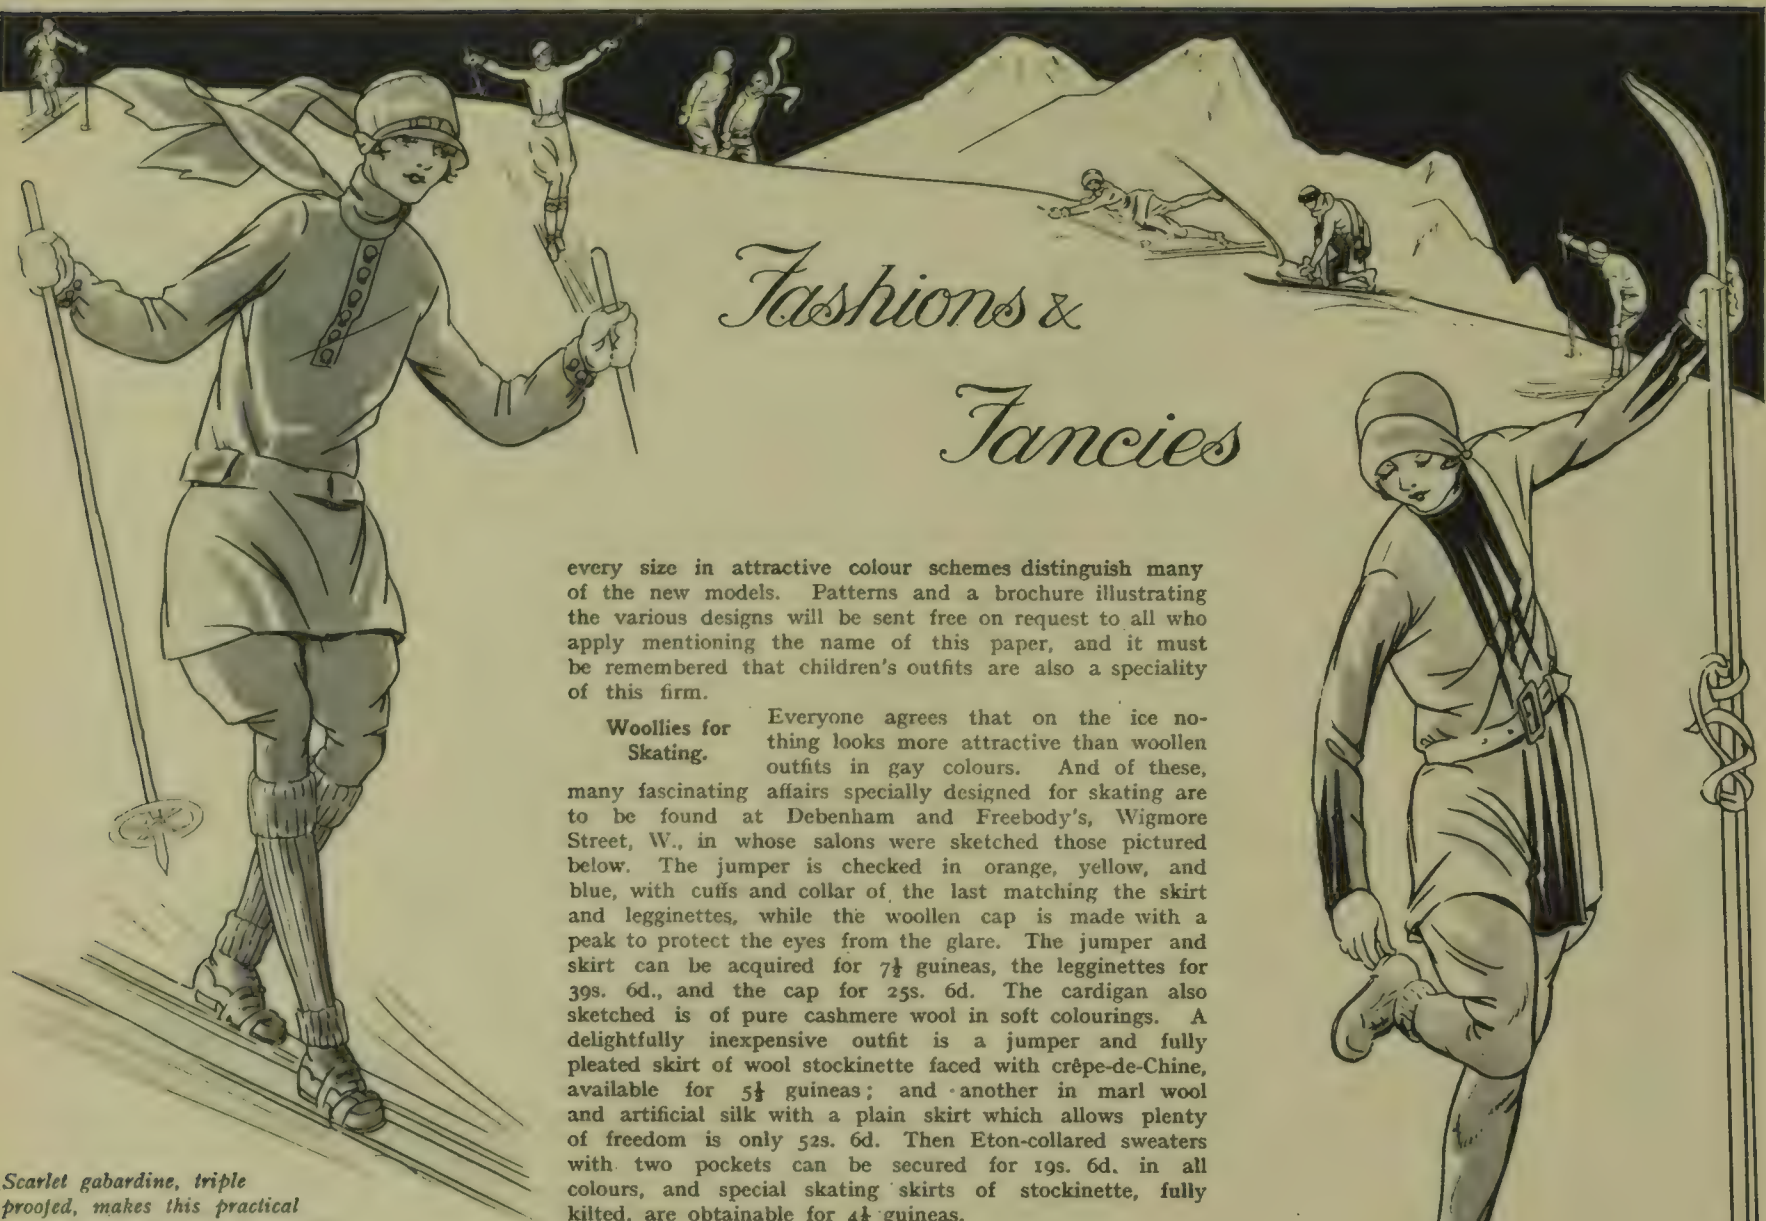 Fashions &
Fancies
every size in attractive colour schemes distinguish many
of the new models. Patterns and a brochure illustrating
the various designs will be sent free on request to all who
apply mentioning the name of this paper, and it must
be remembered that children's outfits are also a speciality
of this firm.
Woollies for
Skating.
Everyone agrees that on the ice no-
thing looks more attractive than woollen
outfits in gay colours. And of these,
many fascinating affairs specially designed for skating are
to be found at Debenham and Freebody's, Wigmore
Street, W., in whose salons were sketched those pictured
below. The jumper is checked in orange, yellow, and
blue, with cuffs and collar of the last matching the skirt
and legginettes, while the woollen cap is made with a
peak to protect the eyes from the glare. The jumper and
skirt can be acquired for 7½ guineas, the legginettes for
39s. 6d., and the cap for 25s. 6d. The cardigan also
sketched is of pure cashmere wool in soft colourings. A
delightfully inexpensive outfit is a jumper and fully
pleated skirt of wool stockinette faced with crêpe-de-Chine,
available for 5½ guineas; and another in marl wool
and artificial silk with a plain skirt which allows plenty
of freedom is only 52s. 6d. Then Eton-collared sweaters
with two pockets can be secured for 19s. 6d. in all
colours, and special skating skirts of stockinette, fully
kilted, are obtainable for 4½ guineas.
Scarlet gabardine, triple
proofed, makes this practical